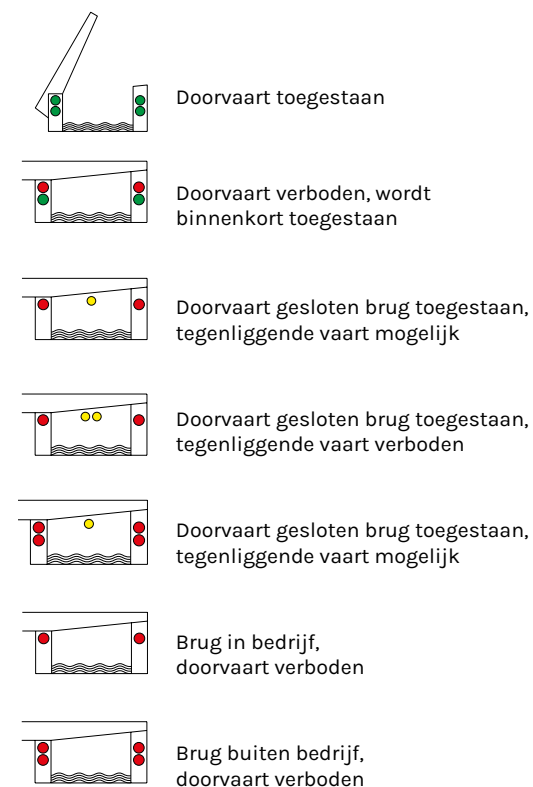 Doorvaart toegestaan
Doorvaart verboden, wordt
binnenkort toegestaan
Doorvaart gesloten brug toegestaan,
tegenliggende vaart mogelijk
Doorvaart gesloten brug toegestaan,
tegenliggende vaart verboden
Doorvaart gesloten brug toegestaan,
tegenliggende vaart mogelijk
Brug in bedrijf,
doorvaart verboden
Brug buiten bedrijf,
doorvaart verboden